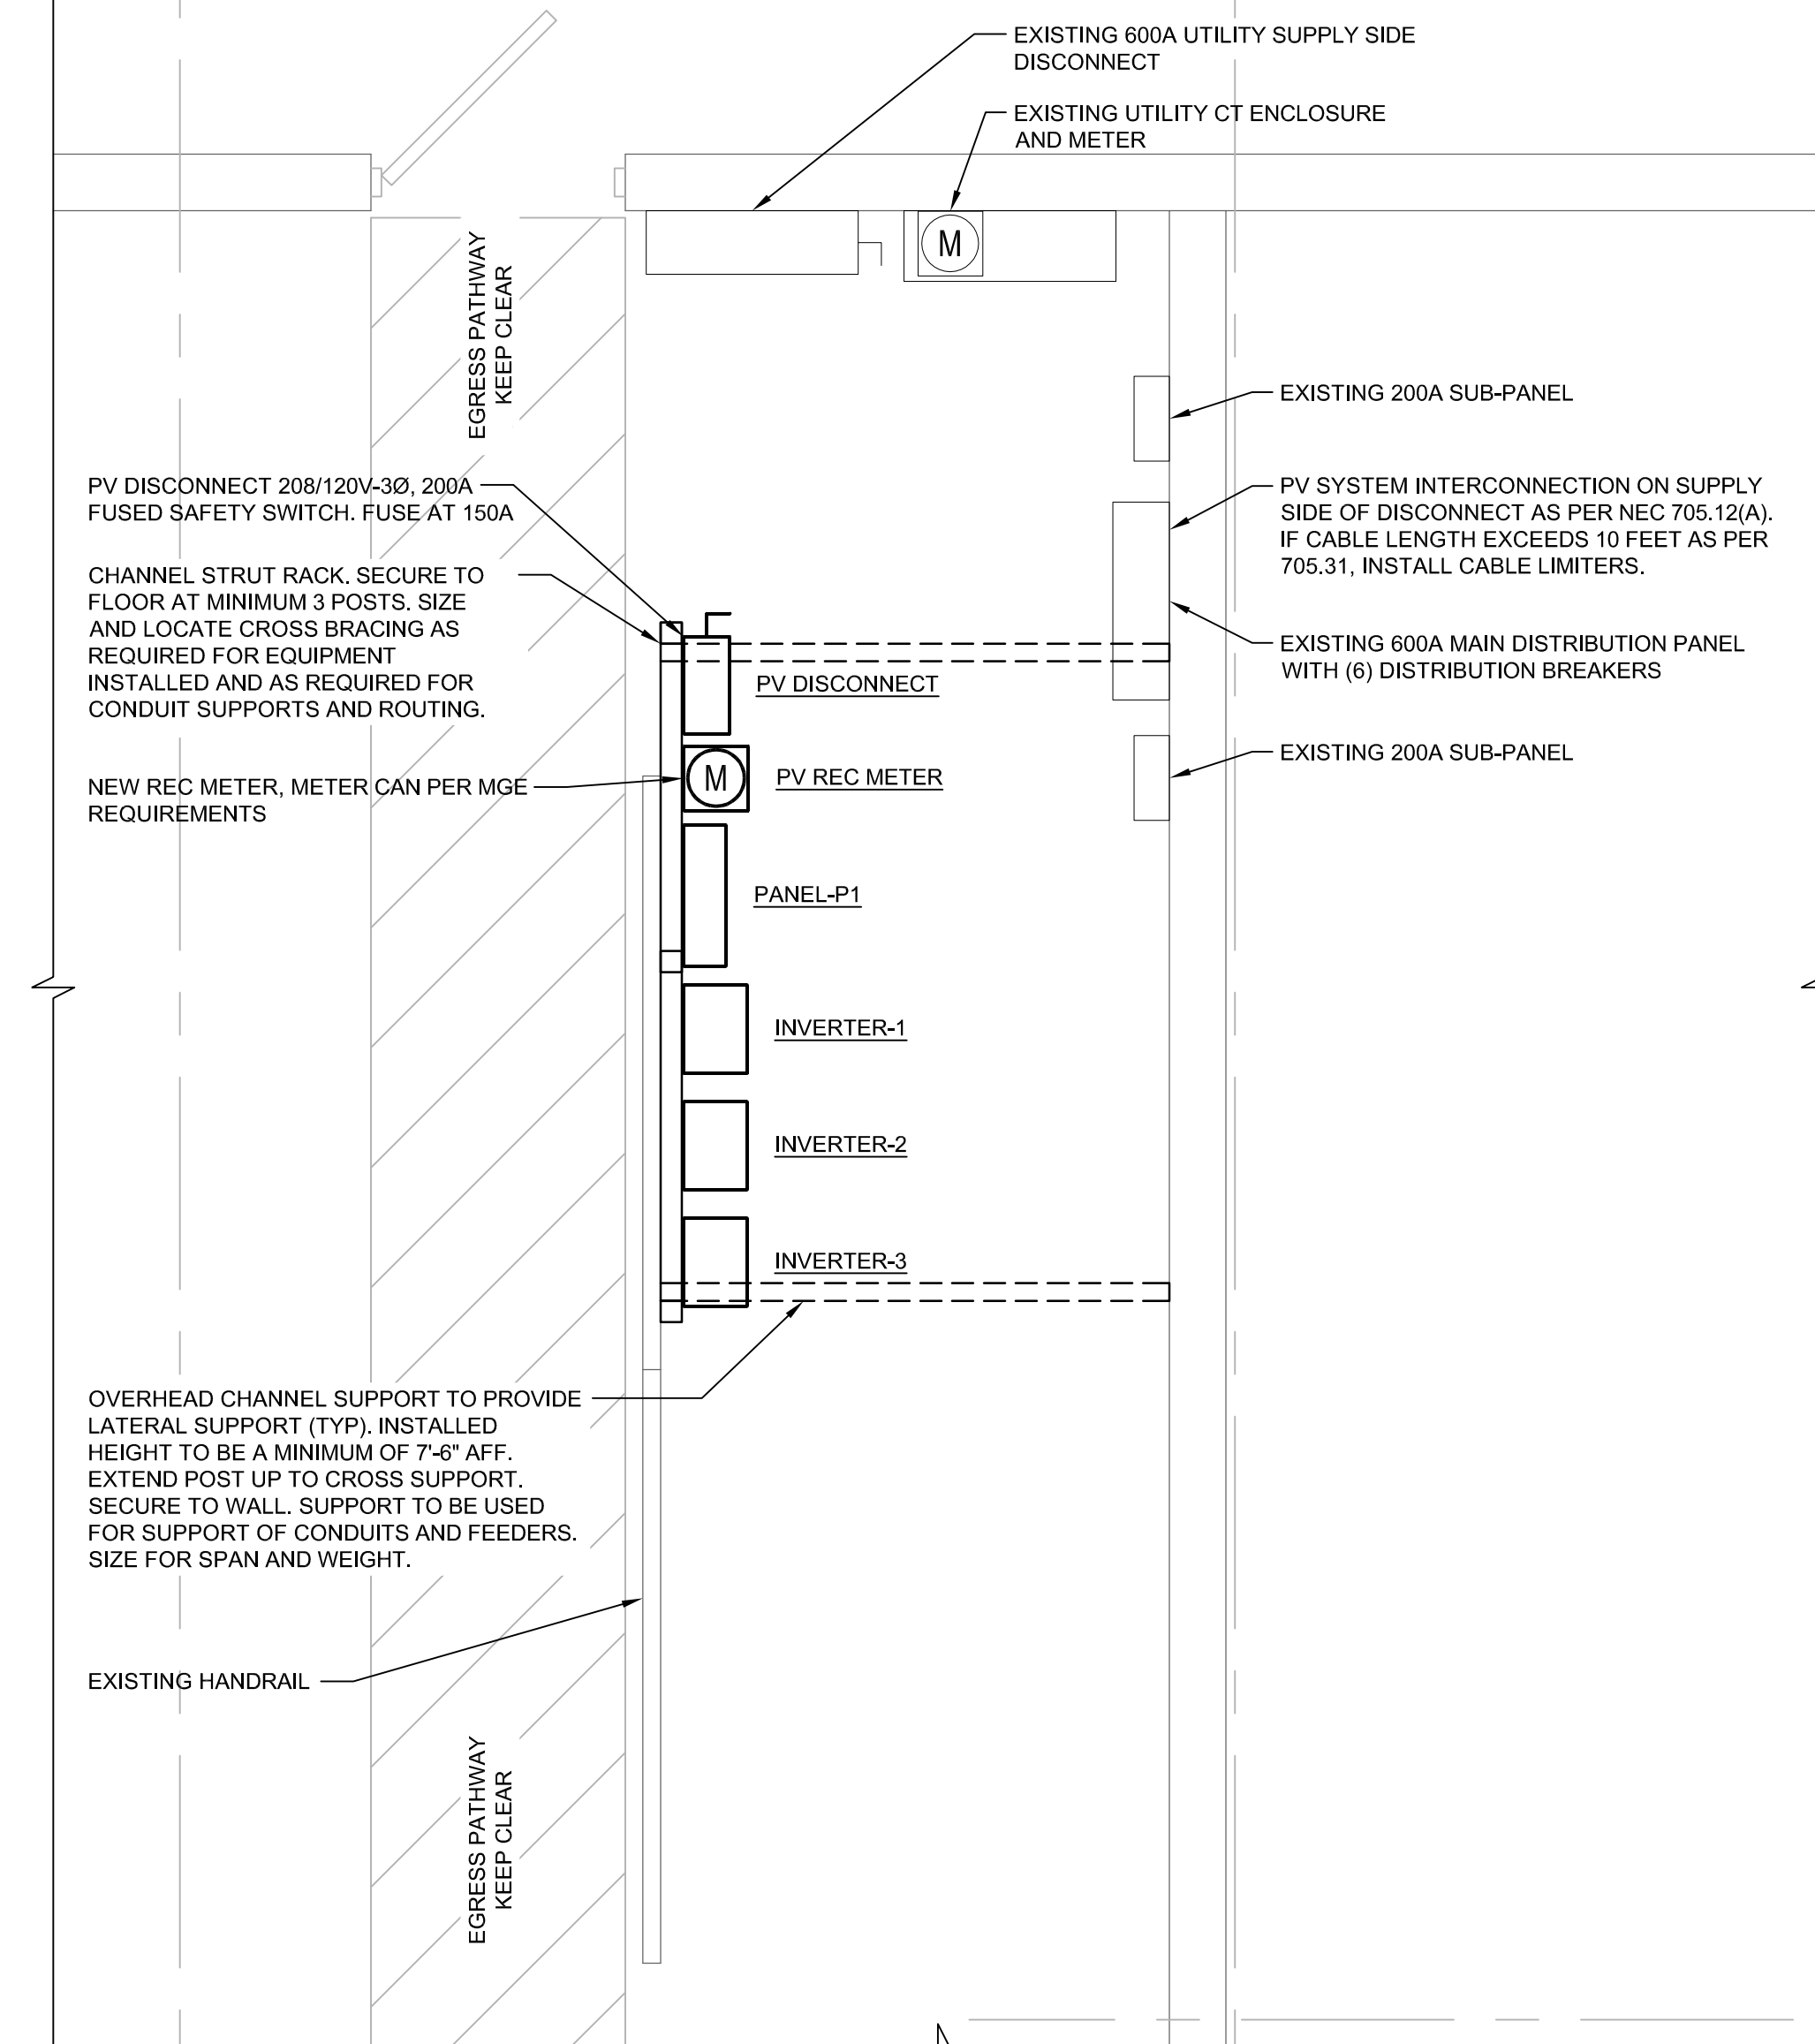 EXISTING 600A UTILITY SUPPLY SIDE
DISCONNECT
EXISTING UTILITY CT ENCLOSURE
AND METER
M
EGRESS PATHWAY
KEEP CLEAR
EXISTING 200A SUB-PANEL
PV DISCONNECT 208/120V-3Ø, 200A
FUSED SAFETY SWITCH. FUSE AT 150A
PV SYSTEM INTERCONNECTION ON SUPPLY
SIDE OF DISCONNECT AS PER NEC 705.12(A).
IF CABLE LENGTH EXCEEDS 10 FEET AS PER
705.31, INSTALL CABLE LIMITERS.
CHANNEL STRUT RACK. SECURE TO
FLOOR AT MINIMUM 3 POSTS. SIZE
AND LOCATE CROSS BRACING AS
REQUIRED FOR EQUIPMENT
INSTALLED AND AS REQUIRED FOR
CONDUIT SUPPORTS AND ROUTING.
EXISTING 600A MAIN DISTRIBUTION PANEL
WITH (6) DISTRIBUTION BREAKERS
PV DISCONNECT
EXISTING 200A SUB-PANEL
NEW REC METER, METER CAN PER MGE
REQUIREMENTS
M
PV REC METER
PANEL-P1
INVERTER-1
INVERTER-2
INVERTER-3
OVERHEAD CHANNEL SUPPORT TO PROVIDE
LATERAL SUPPORT (TYP). INSTALLED
HEIGHT TO BE A MINIMUM OF 7'-6" AFF.
EXTEND POST UP TO CROSS SUPPORT.
SECURE TO WALL. SUPPORT TO BE USED
FOR SUPPORT OF CONDUITS AND FEEDERS.
SIZE FOR SPAN AND WEIGHT.
EXISTING HANDRAIL
EGRESS PATHWAY
KEEP CLEAR